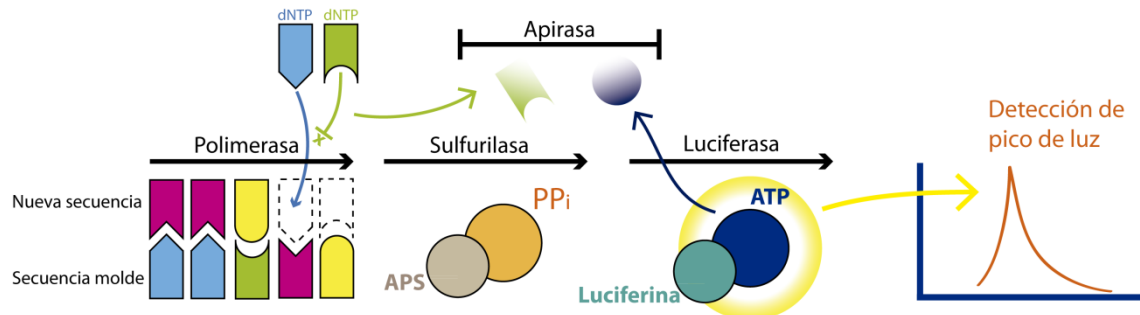 dNTP
dNTP
Apirasa
Polimerasa
Sulfurilasa
Luciferasa
Detección de
pico de luz
Nueva secuencia
PPi
ATP
Secuencia molde
APS
Luciferina